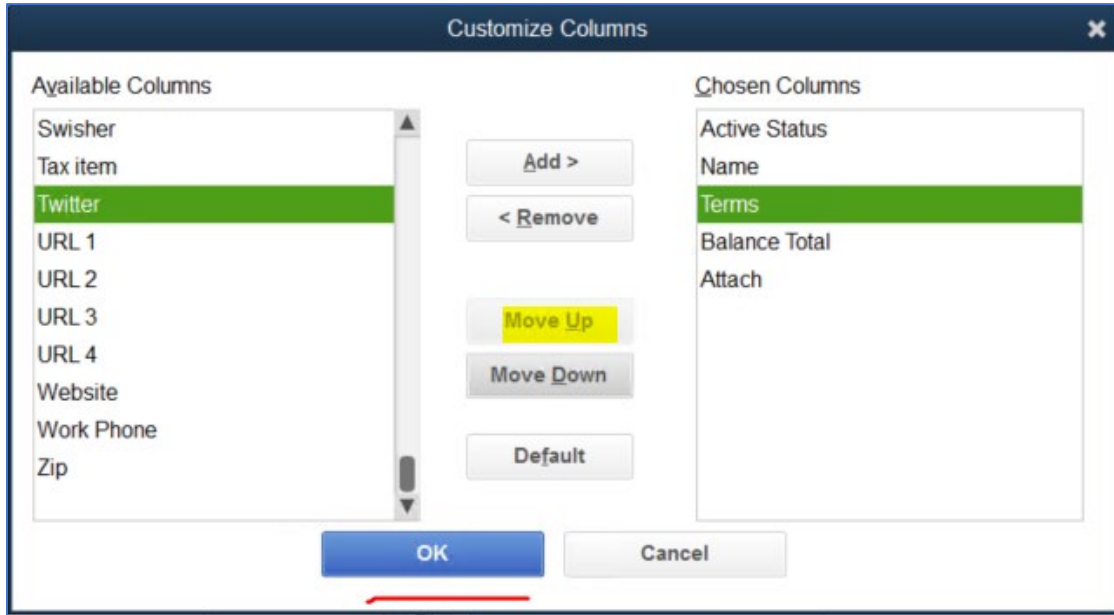 Customize Columns
Available Columns
Swisher
Tax item
Twitter
URL 1
URL 2
URL 3
URL 4
Website
Work Phone
Zip
Add >
< Remove
Move Up
Move Down
Default
Chosen Columns
Active Status
Name
Terms
Balance Total
Attach
OK
Cancel